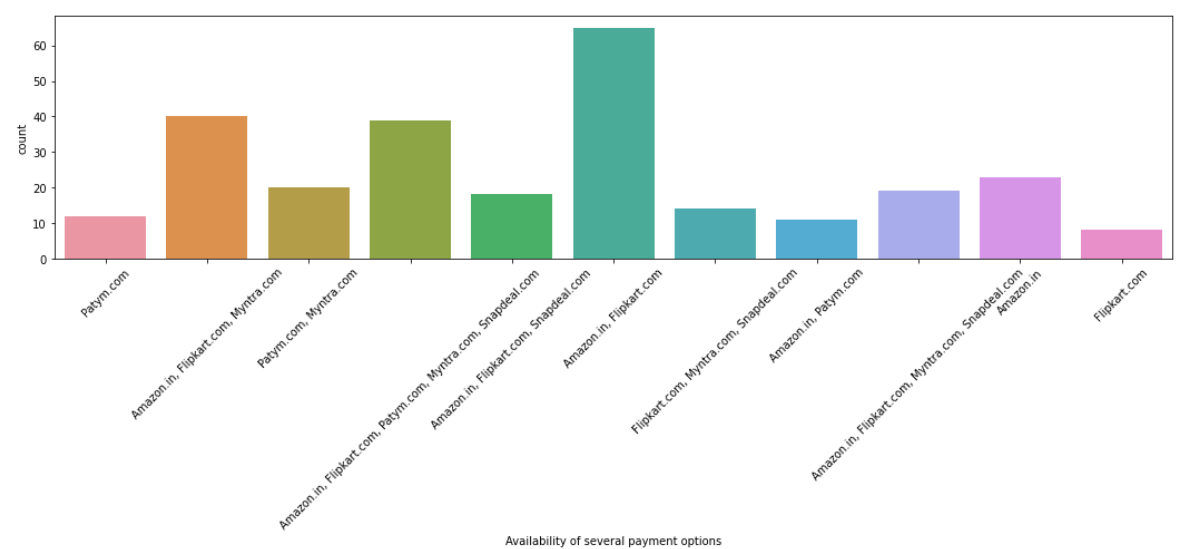 60
50
40
30
20
10
0
count
Patym.com
Amazon.in, Flipkart.com, Myntra.com
Patym.com, Myntra.com
Amazon.in, Flipkart.com, Patym.com, Myntra.com, Snapdeal.com
Amazon.in, Flipkart.com, Snapdeal.com
Amazon.in, Flipkart.com
Flipkart.com, Myntra.com, Snapdeal.com
Amazon.in, Patym.com
Amazon.in, Flipkart.com, Myntra.com, Snapdeal.com
Amazon.in
Flipkart.com
Availability of several payment options